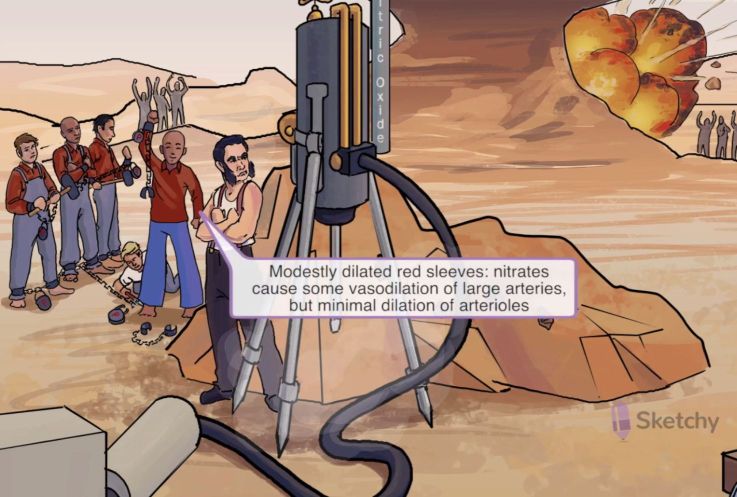 itric Oxide
Modestly dilated red sleeves: nitrates
cause some vasodilation of large arteries,
but minimal dilation of arterioles
Sketchy